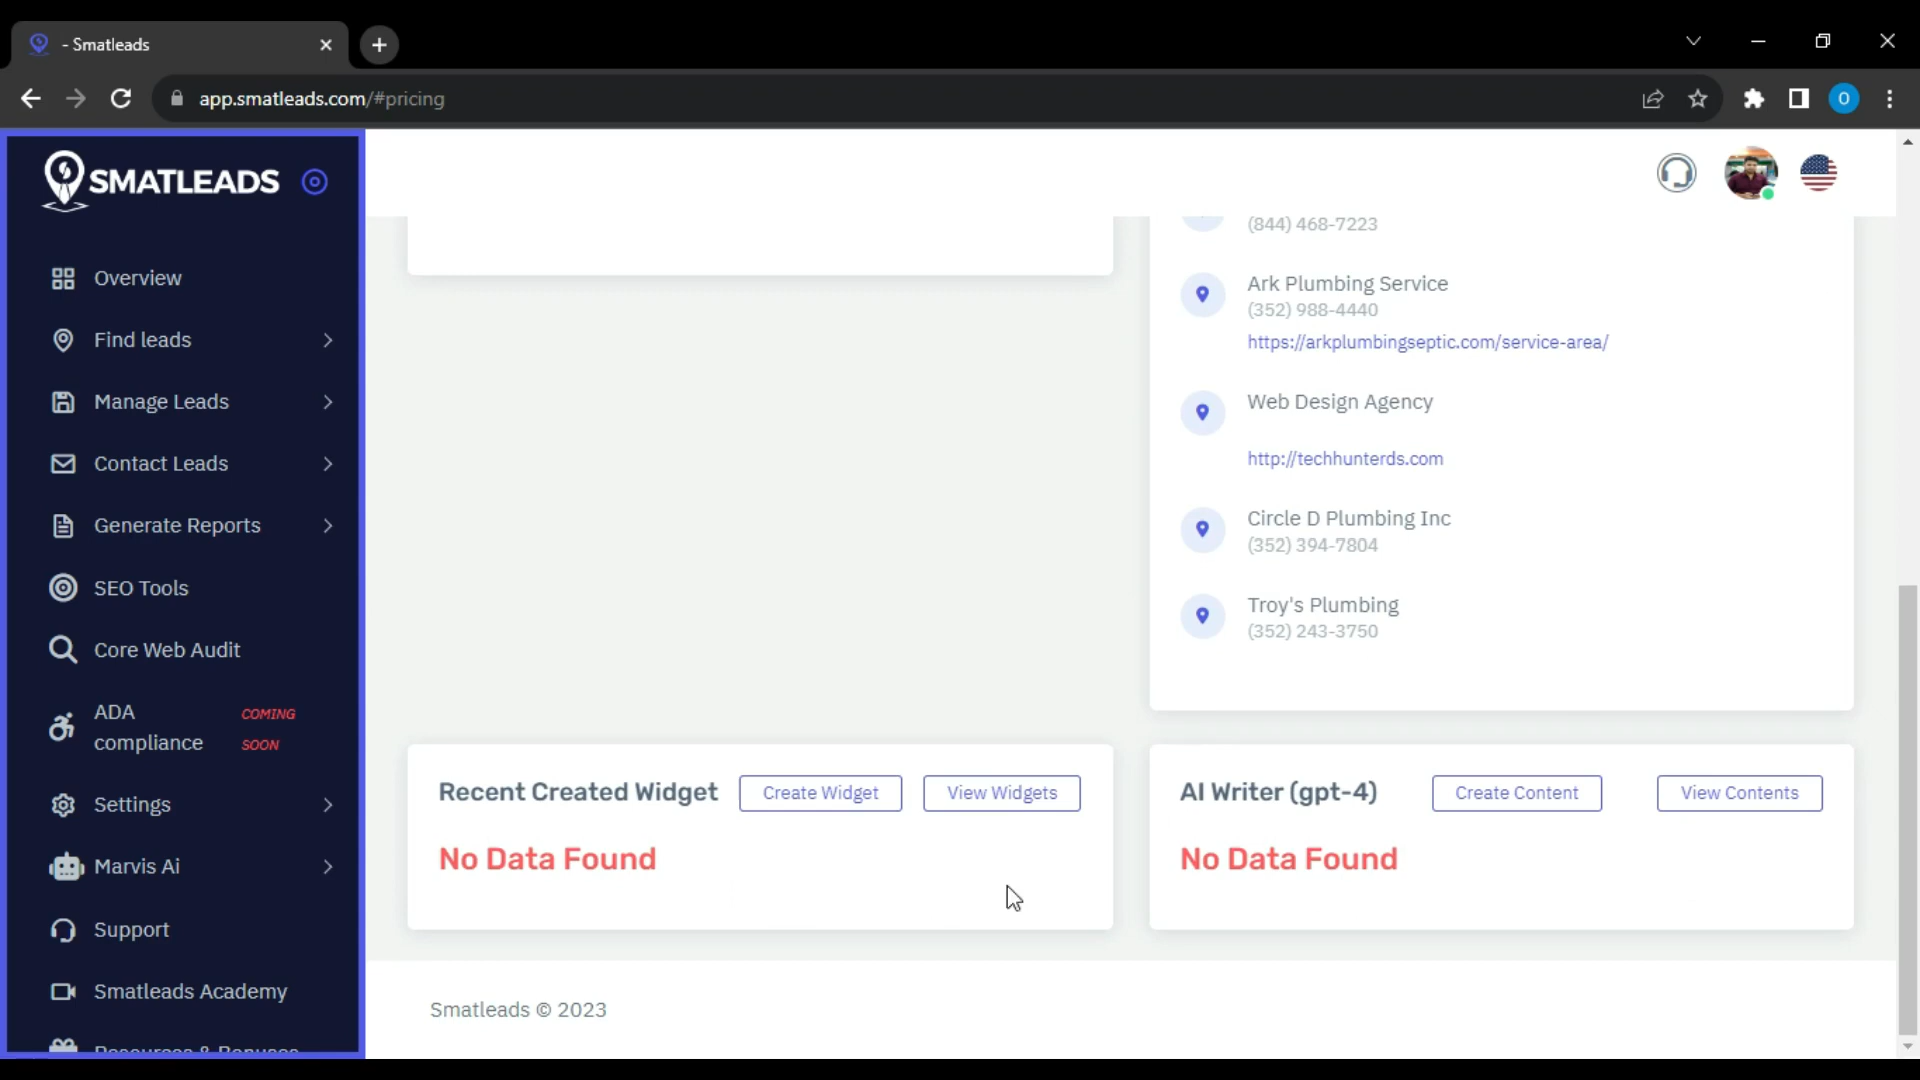 - Smatleads
app.smatleads.com/#pricing
O
SMATLEADS
Overview
Find leads
Manage Leads
Contact Leads
Generate Reports
SEO Tools
Core Web Audit
ADA compliance
COMING SOON
Settings
Marvis Ai
Support
Smatleads Academy
Resources & Bonuses
(844) 468-7223
Ark Plumbing Service
(352) 988-4440
https://arkplumbingseptic.com/service-area/
Web Design Agency
http://techhunterds.com
Circle D Plumbing Inc
(352) 394-7804
Troy's Plumbing
(352) 243-3750
Recent Created Widget
Create Widget
View Widgets
No Data Found
AI Writer (gpt-4)
Create Content
View Contents
No Data Found
Smatleads © 2023